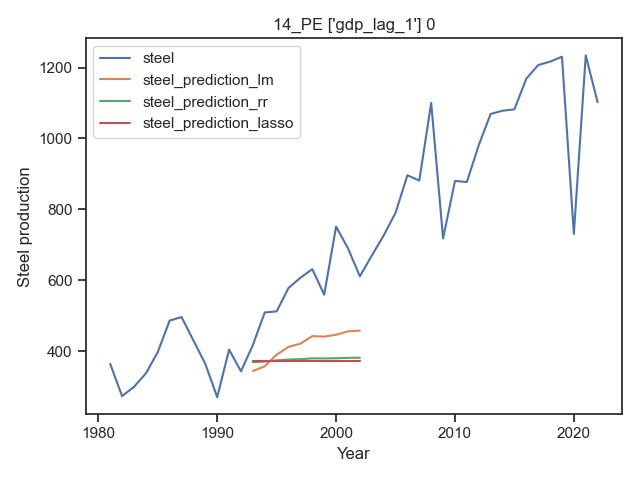 14_PE ['gdp_lag_1'] 0
steel
steel_prediction_lm
steel_prediction_rr
steel_prediction_lasso
Steel production
1200
1000
800
600
400
1980 1990 2000 2010 2020
Year